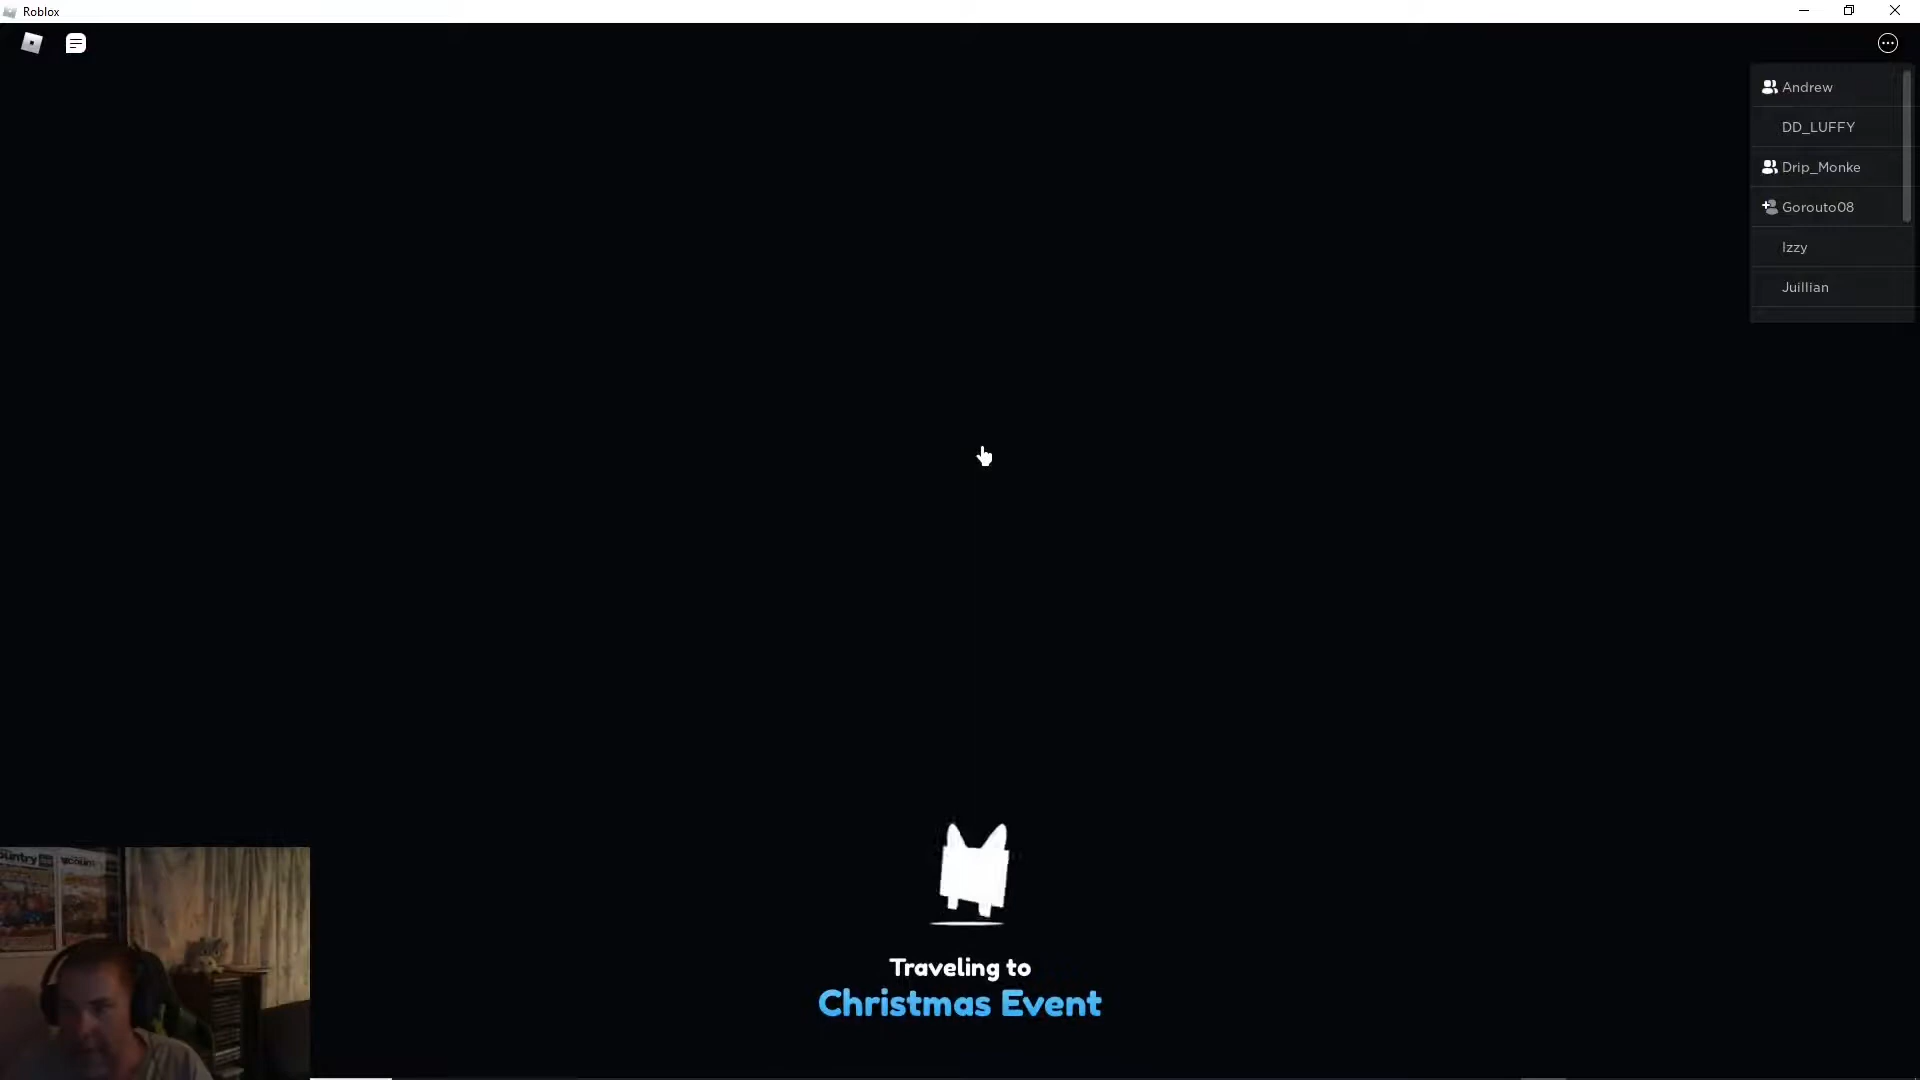 Roblox
Andrew
DD_LUFFY
Drip_Monke
Gorouto08
Izzy
Juillian
Traveling to
Christmas Event